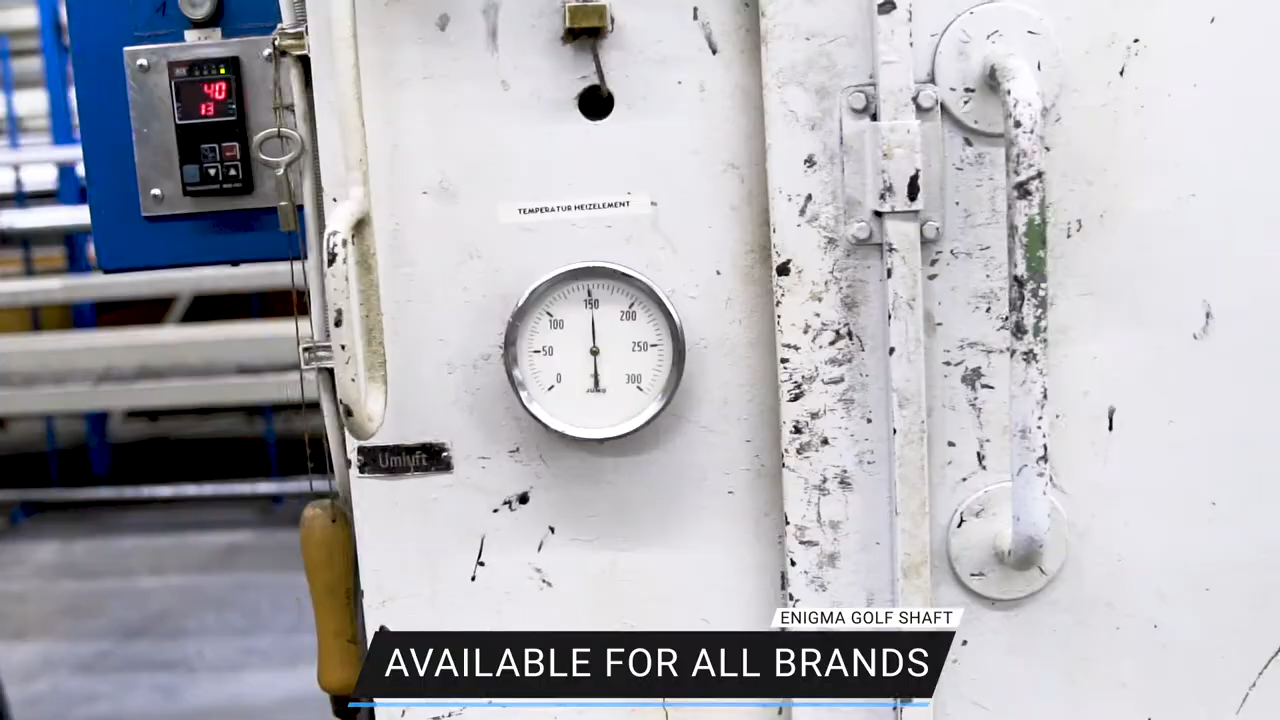 40
13
TEMPERATUR HEIZELEMENT
150
100
200
50
250
0
300
JUMO
Umluft
ENIGMA GOLF SHAFT
AVAILABLE FOR ALL BRANDS